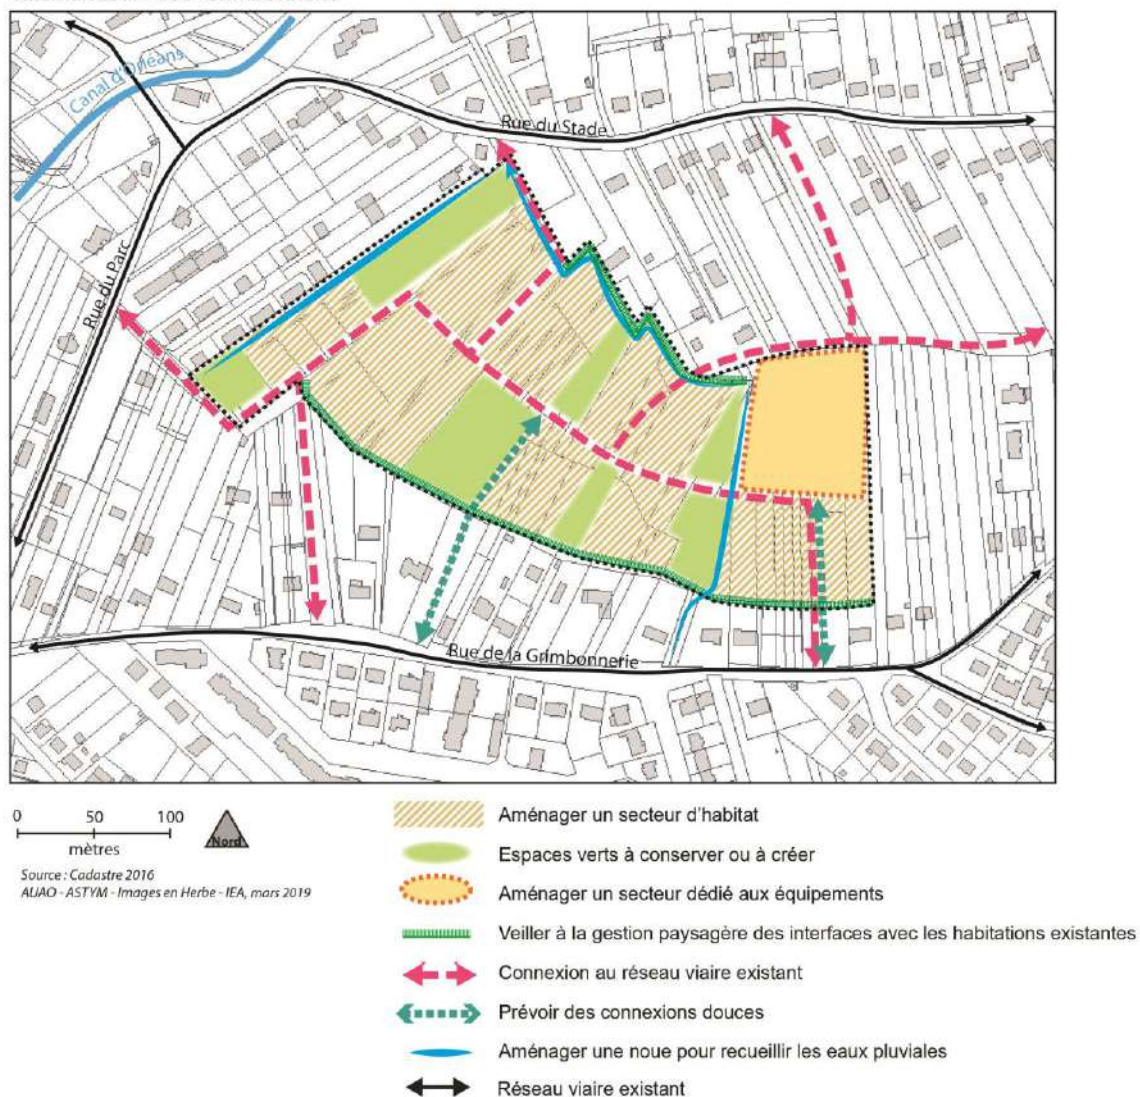 Canal d'Orléans
Rue du Stade
Rue du Parc
Rue de la Grimbonnerie
0 50 100
mètres
Nord
Source : Cadastre 2016
AUAO - ASTYM - Images en Herbe - IEA, mars 2019
Aménager un secteur d'habitat
Espaces verts à conserver ou à créer
Aménager un secteur dédié aux équipements
Veiller à la gestion paysagère des interfaces avec les habitations existantes
Connexion au réseau viaire existant
Prévoir des connexions douces
Aménager une noue pour recueillir les eaux pluviales
Réseau viaire existant